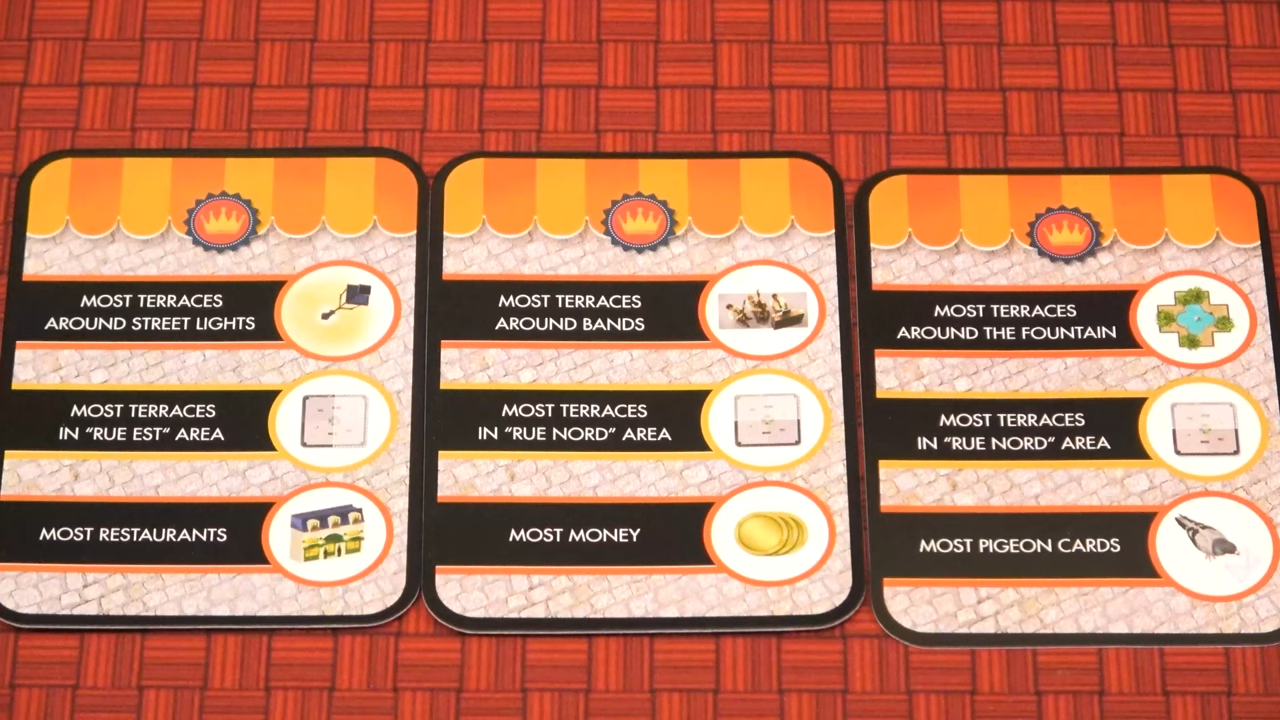 MOST TERRACES
AROUND STREET LIGHTS
MOST TERRACES
IN “RUE EST“ AREA
MOST RESTAURANTS
MOST TERRACES
AROUND BANDS
MOST TERRACES
IN “RUE NORD“ AREA
MOST MONEY
MOST TERRACES
AROUND THE FOUNTAIN
MOST TERRACES
IN “RUE NORD“ AREA
MOST PIGEON CARDS